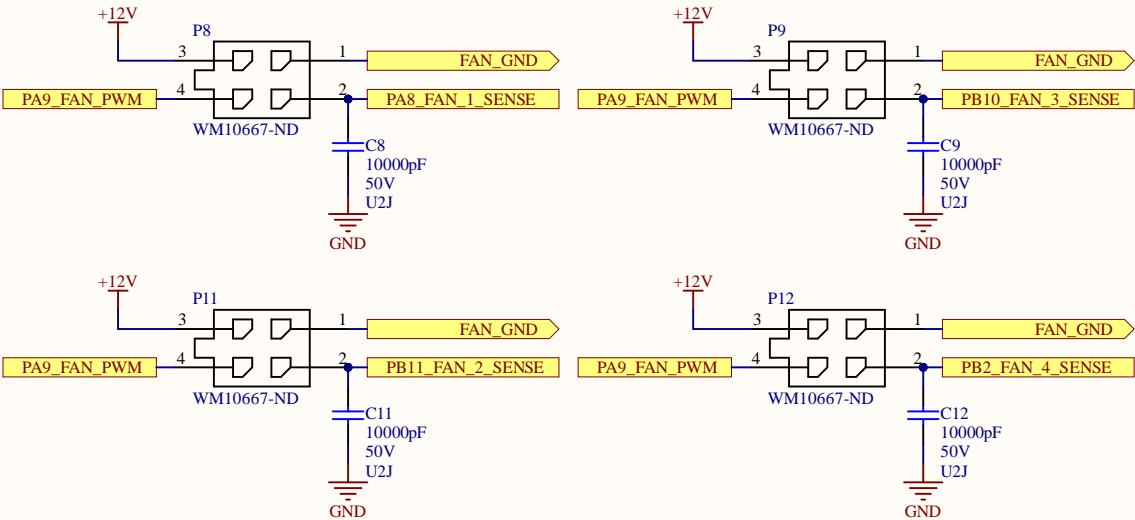 +12V
P8
3
1
FAN_GND
PA9_FAN_PWM
4
2
PA8_FAN_1_SENSE
WM10667-ND
C8
10000pF
50V
U2J
GND
+12V
P9
3
1
FAN_GND
PA9_FAN_PWM
4
2
PB10_FAN_3_SENSE
WM10667-ND
C9
10000pF
50V
U2J
GND
+12V
P11
3
1
FAN_GND
PA9_FAN_PWM
4
2
PB11_FAN_2_SENSE
WM10667-ND
C11
10000pF
50V
U2J
GND
+12V
P12
3
1
FAN_GND
PA9_FAN_PWM
4
2
PB2_FAN_4_SENSE
WM10667-ND
C12
10000pF
50V
U2J
GND